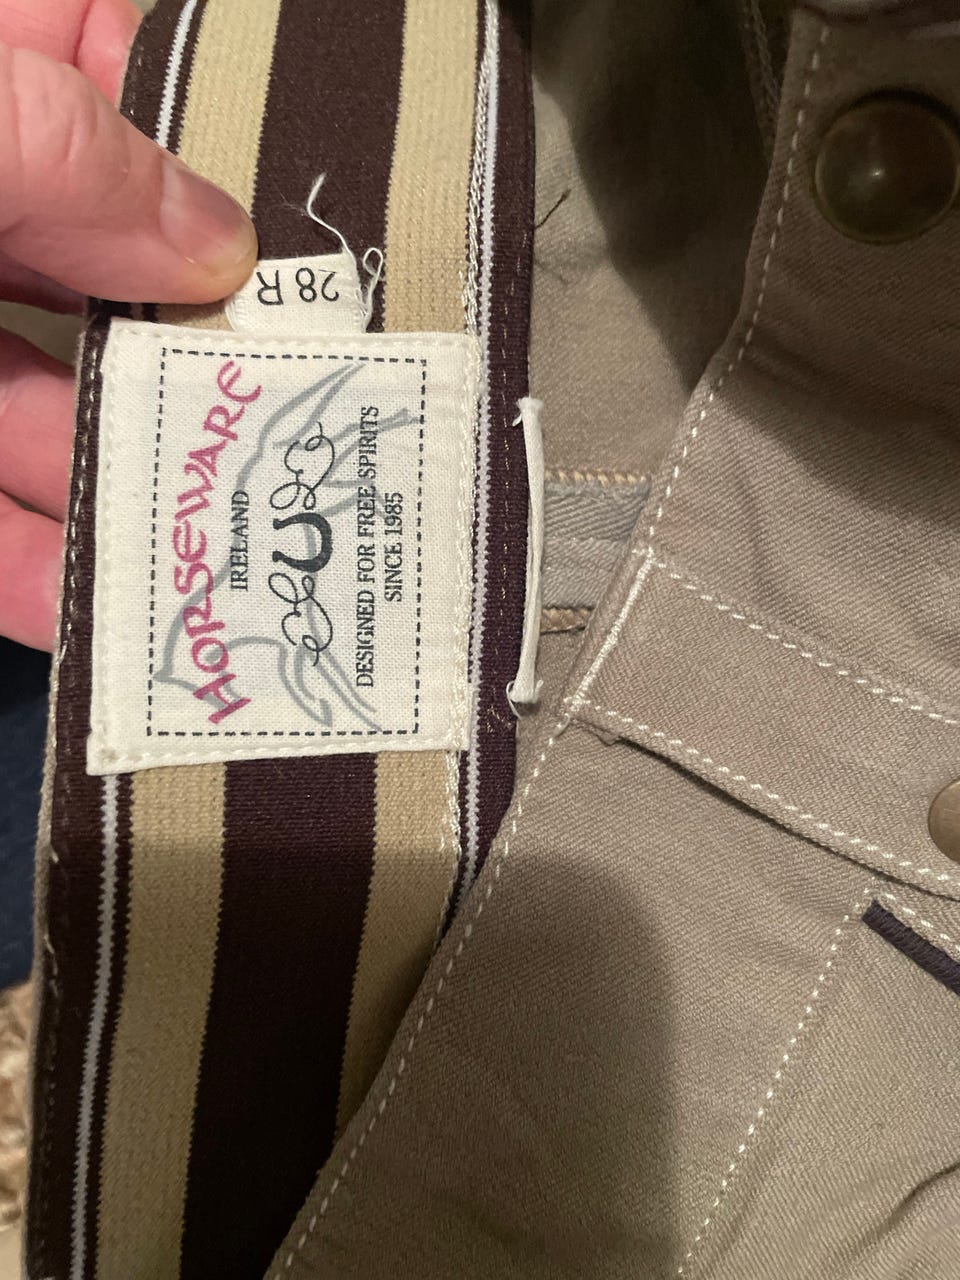 28 R
HORSEWARE
IRELAND
DESIGNED FOR FREE SPIRITS
SINCE 1985